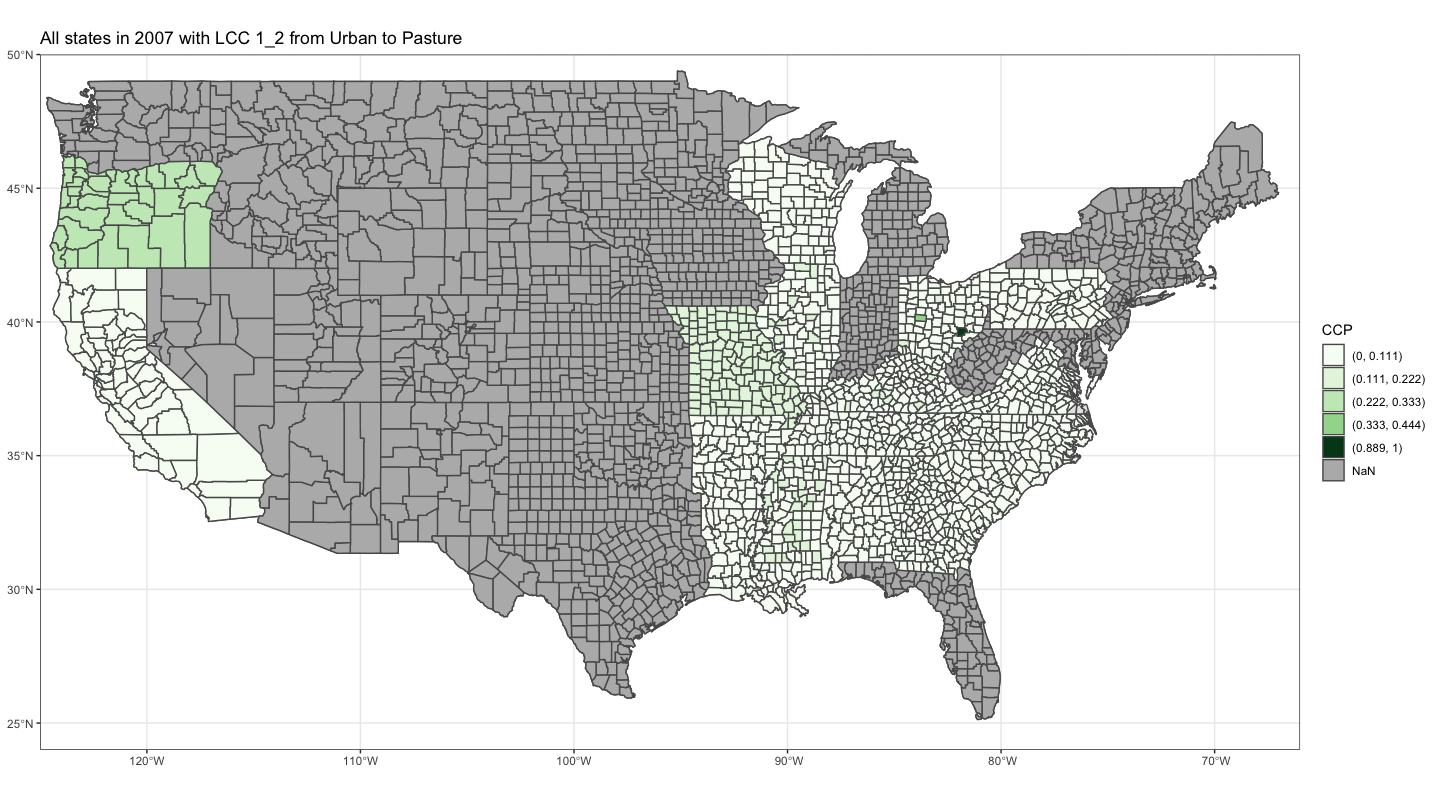 All states in 2007 with LCC 1_2 from Urban to Pasture
50°N
45°N
40°N
35°N
30°N
25°N
120°W
110°W
100°W
90°W
80°W
70°W
CCP
(0, 0.111)
(0.111, 0.222)
(0.222, 0.333)
(0.333, 0.444)
(0.889, 1)
NaN